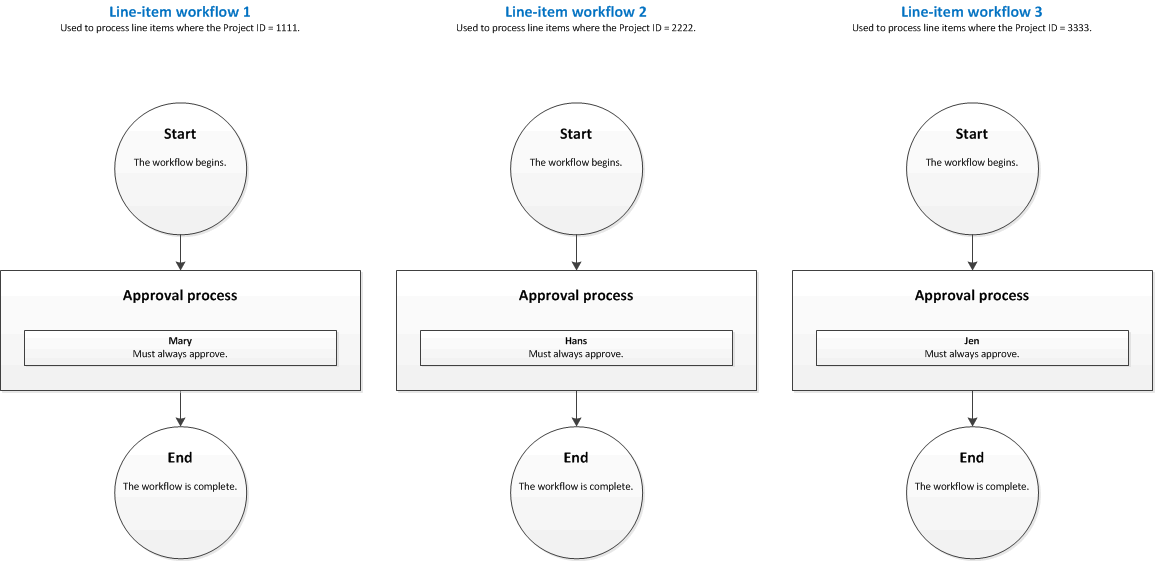 Line-item workflow 1
Used to process line items where the Project ID = 1111.
Start
The workflow begins.
Approval process
Mary
Must always approve.
End
The workflow is complete.
Line-item workflow 2
Used to process line items where the Project ID = 2222.
Start
The workflow begins.
Approval process
Hans
Must always approve.
End
The workflow is complete.
Line-item workflow 3
Used to process line items where the Project ID = 3333.
Start
The workflow begins.
Approval process
Jen
Must always approve.
End
The workflow is complete.